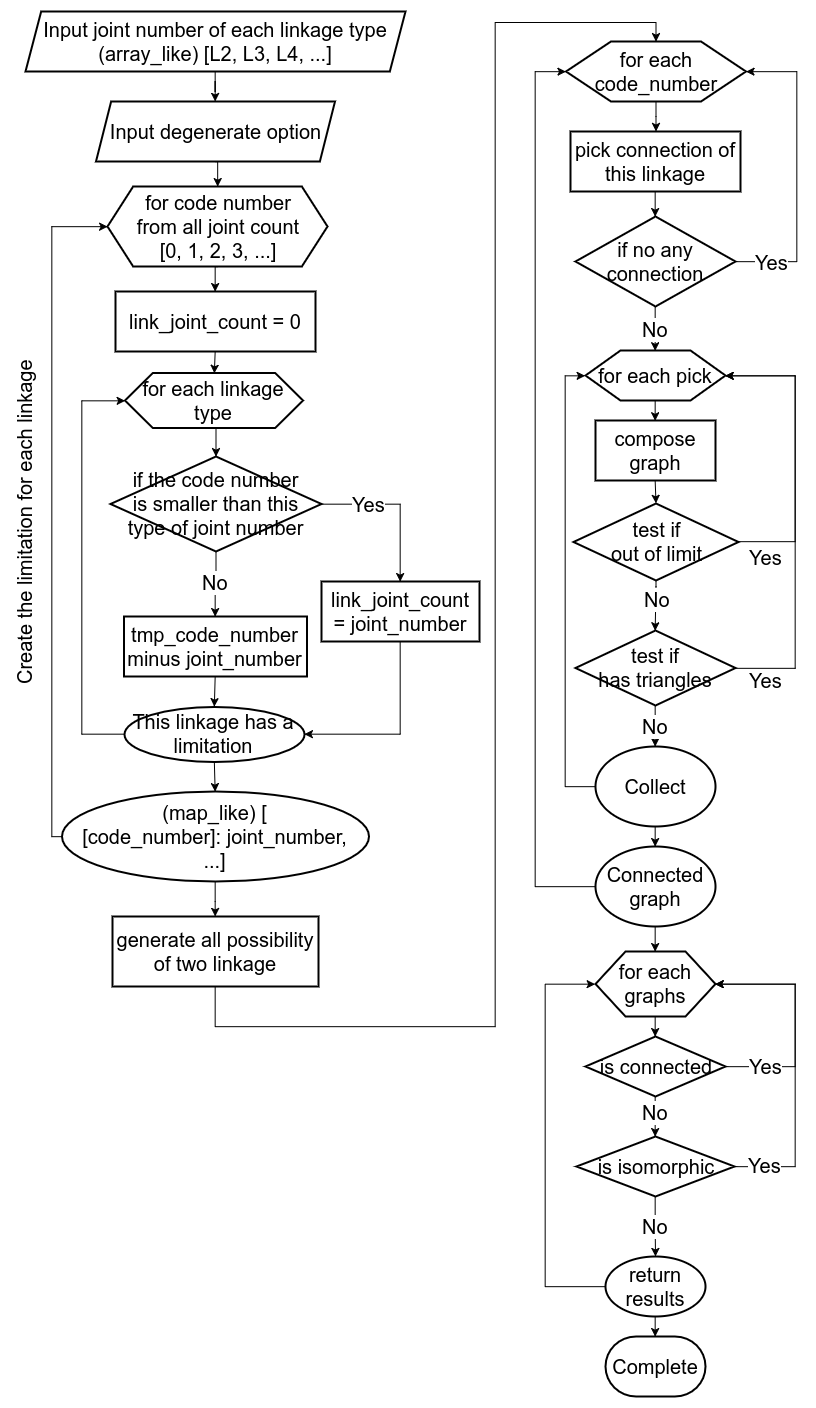 Input joint number of each linkage type
(array_like) [L2, L3, L4, ...]
Input degenerate option
for code number
from all joint count
[0, 1, 2, 3, ...]
link_joint_count = 0
for each linkage
type
if the code number
is smaller than this
type of joint number
Yes
No
link_joint_count
= joint_number
tmp_code_number
minus joint_number
This linkage has a
limitation
(map_like) [
[code_number]: joint_number,
...]
generate all possibility
of two linkage
Create the limitation for each linkage
for each
code_number
pick connection of
this linkage
if no any
connection
Yes
No
for each pick
compose
graph
test if
out of limit
Yes
No
test if
has triangles
Yes
No
Collect
Connected
graph
for each
graphs
is connected
Yes
No
is isomorphic
Yes
No
return
results
Complete